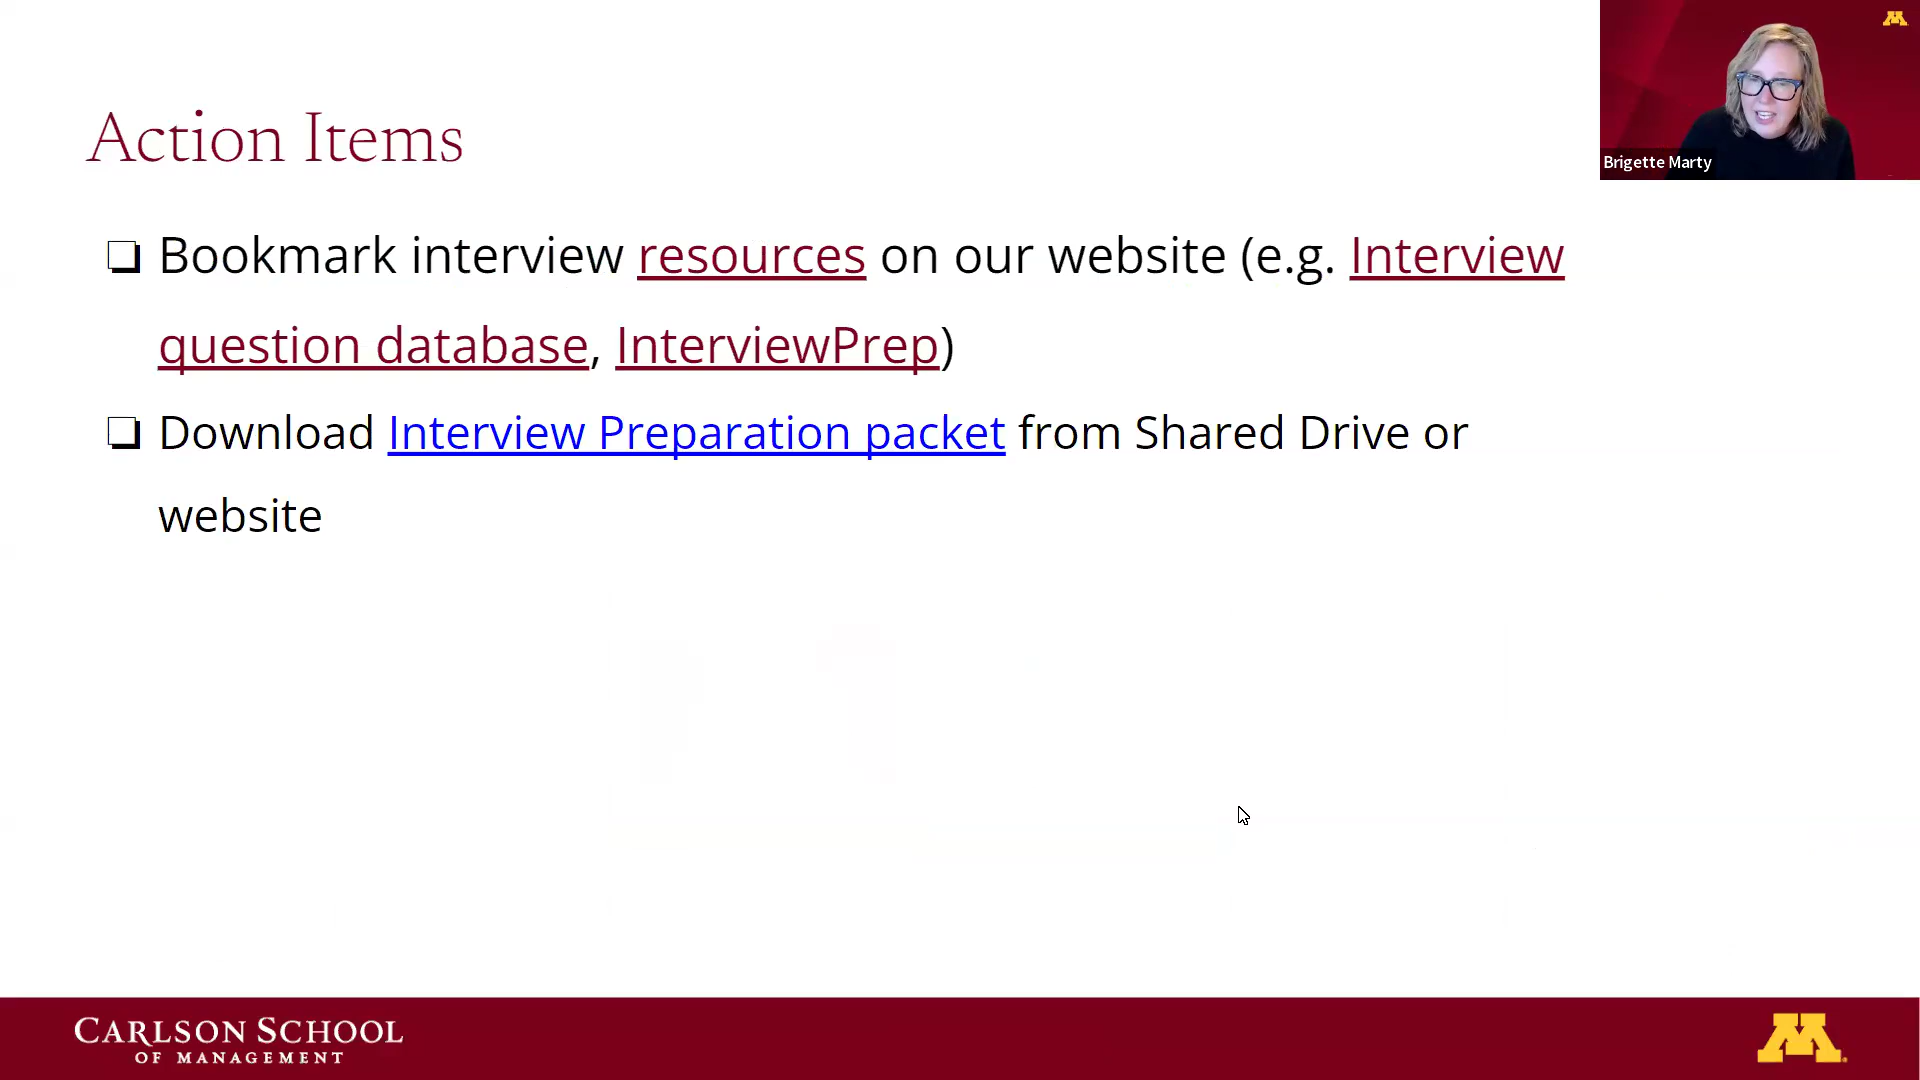 Action Items
❏ Bookmark interview resources on our website (e.g. Interview
question database, InterviewPrep)
❏ Download Interview Preparation packet from Shared Drive or
website
Brigette Marty
CARLSON SCHOOL
OF MANAGEMENT
M